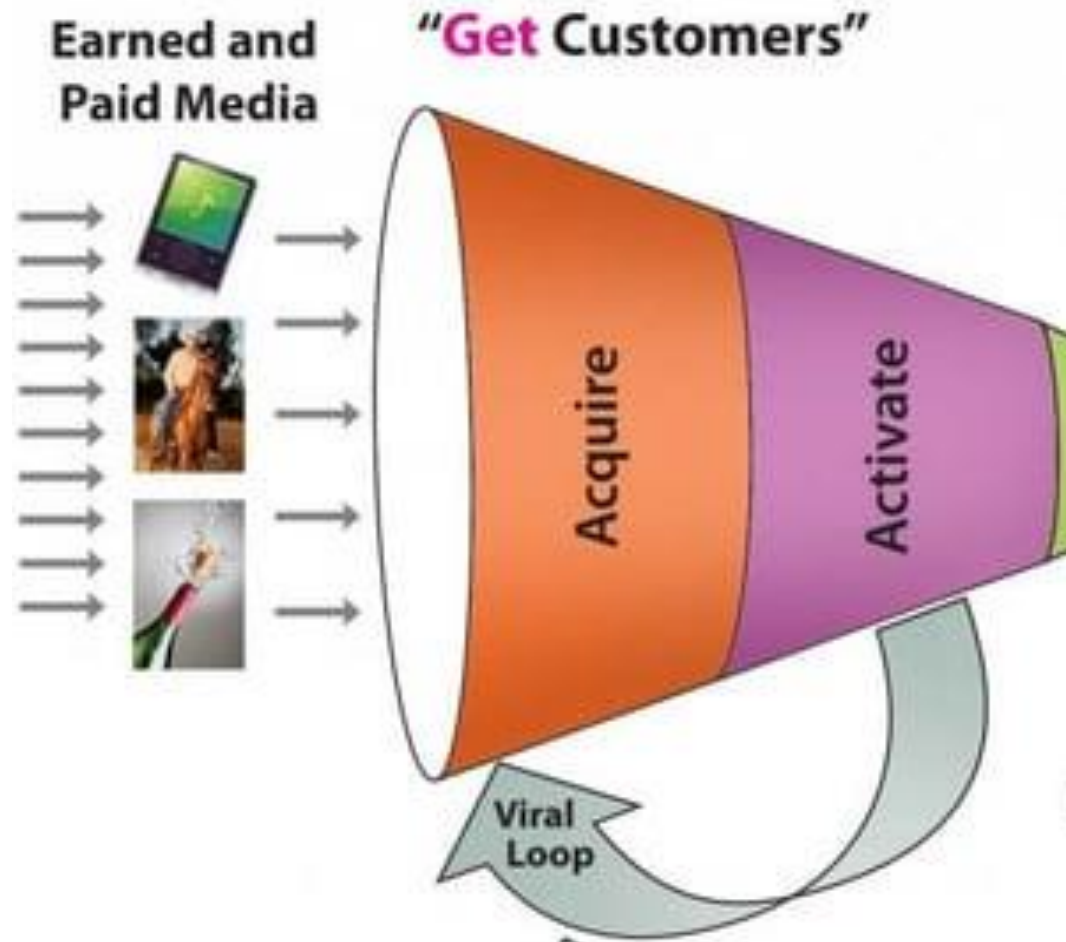 Earned and
Paid Media
“Get Customers”
Acquire
Activate
Viral
Loop